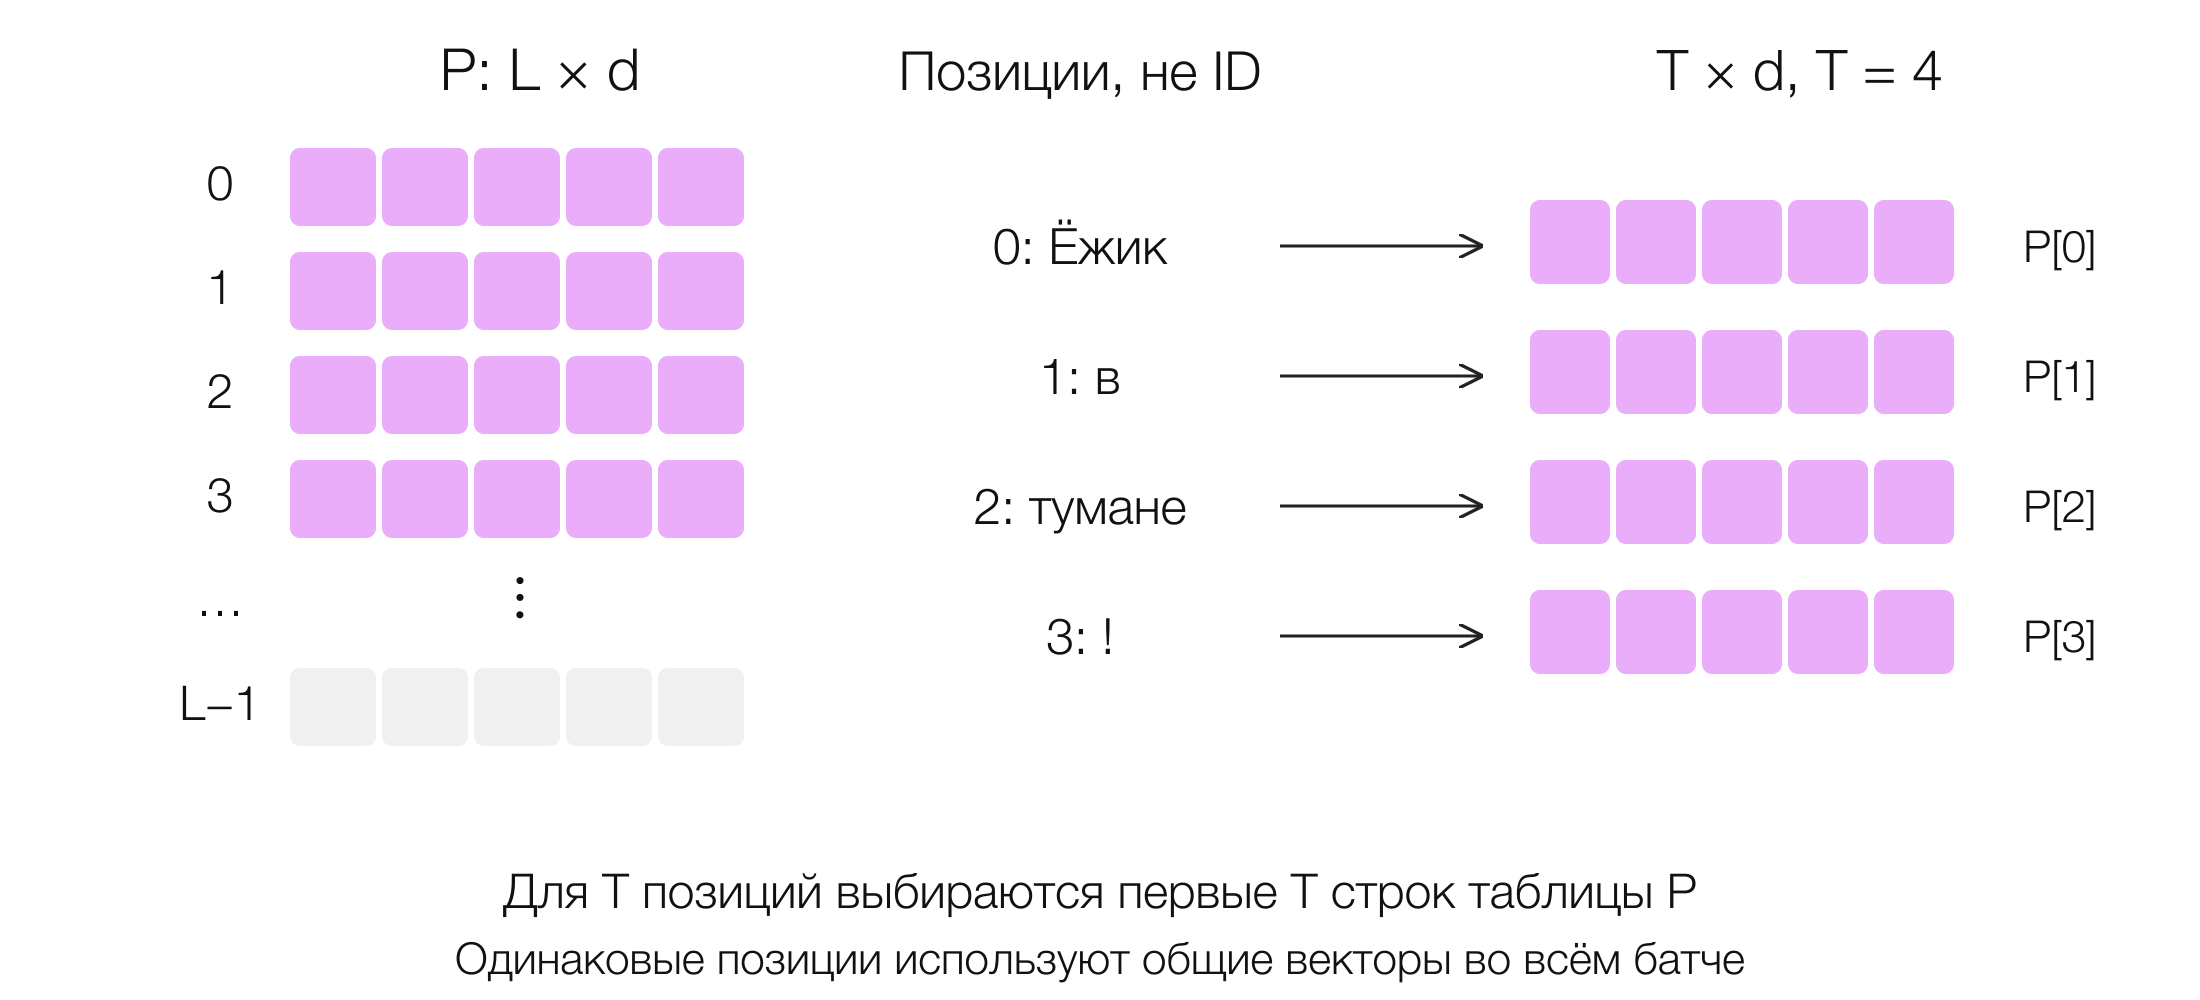 P: L × d
0
1
2
3
...
⋮
L–1
Позиции, не ID
0: Ёжик
1: в
2: тумане
3: !
T × d, T = 4
P[0]
P[1]
P[2]
P[3]
Для T позиций выбираются первые T строк таблицы P
Одинаковые позиции используют общие векторы во всём батче